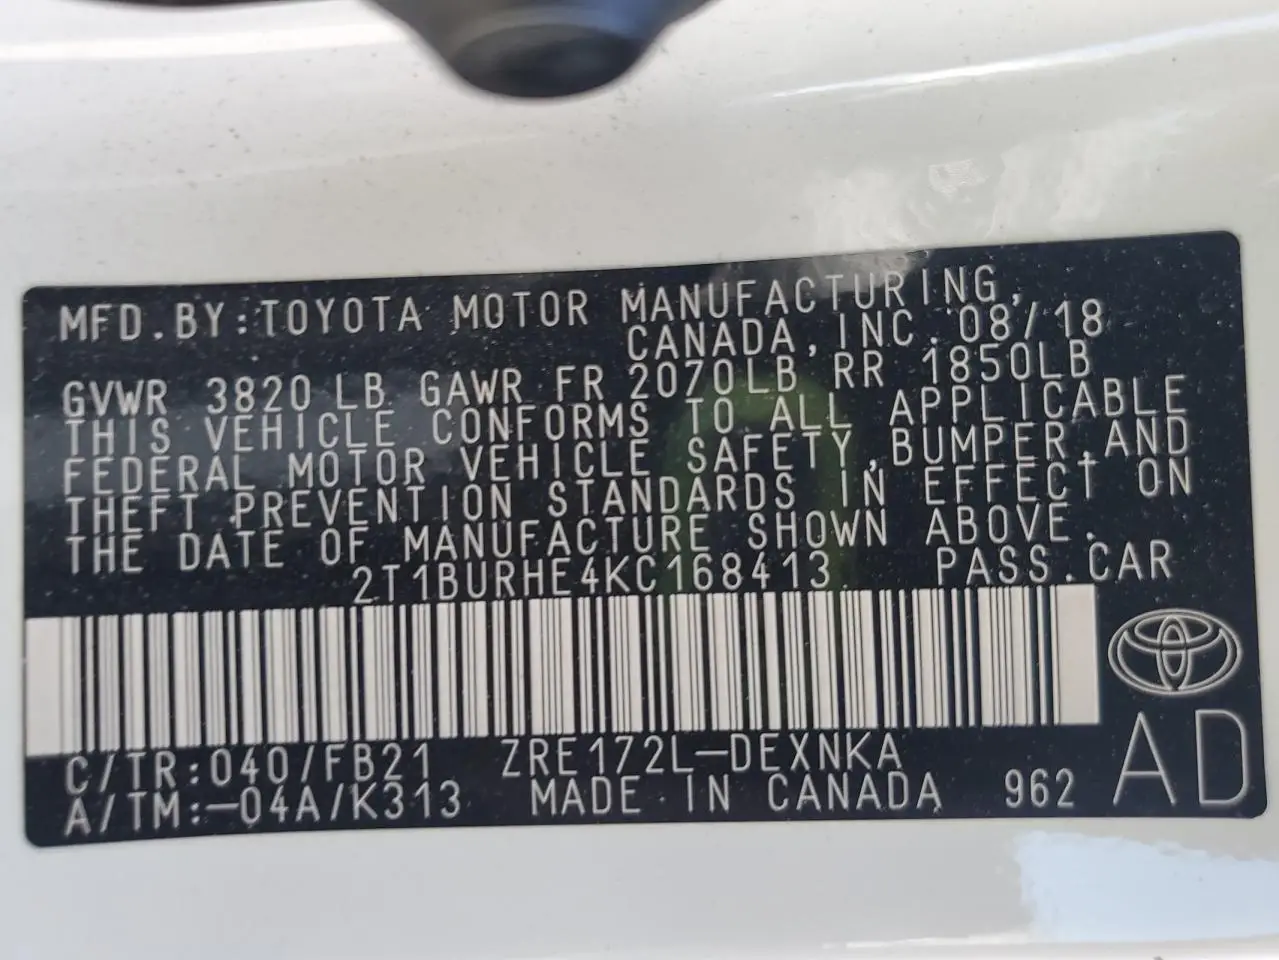 MFD.BY:TOYOTA MOTOR MANUFACTURING,
CANADA,INC. 08/18
GVWR 3820 LB GAWR FR 2070LB RR 1850LB
THIS VEHICLE CONFORMS TO ALL APPLICABLE
FEDERAL MOTOR VEHICLE SAFETY,BUMPER,AND
THEFT PREVENTION STANDARDS IN EFFECT ON
THE DATE OF MANUFACTURE SHOWN ABOVE.
2T1BURHE4KC168413 PASS.CAR
C/TR:040/FB21 ZRE172L-DEXNKA
A/TM:-04A/K313 MADE IN CANADA 962 AD